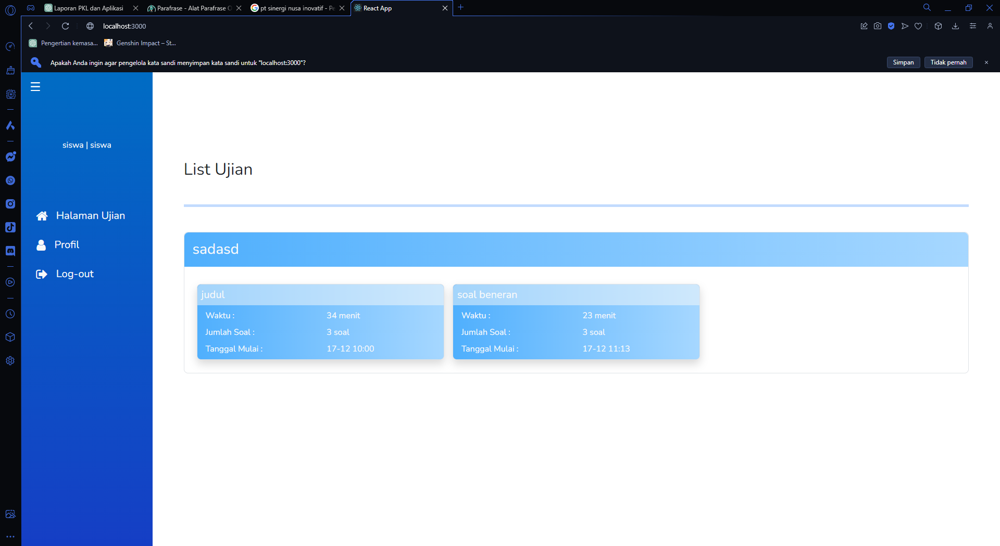 Laporan PKL dan Aplikasi
Parafrase - Alat Parafrase O
pt sinergi nusa inovatif - Pe
React App
localhost:3000
Pengertian kemasa...
Genshin Impact – St...
Apakah Anda ingin agar pengelola kata sandi menyimpan kata sandi untuk "localhost:3000"?
Simpan
Tidak pernah
siswa | siswa
Halaman Ujian
Profil
Log-out
List Ujian
sadasd
judul
Waktu : 34 menit
Jumlah Soal : 3 soal
Tanggal Mulai : 17-12 10:00
soal beneran
Waktu : 23 menit
Jumlah Soal : 3 soal
Tanggal Mulai : 17-12 11:13